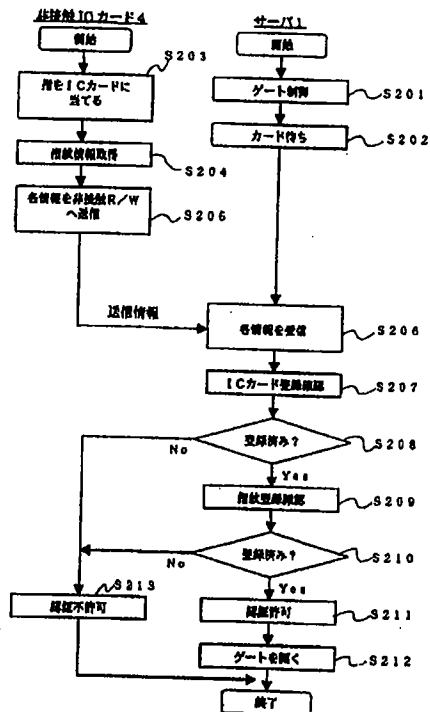 非接触ICカード4
サーバ1
開始
開始
S203
指をICカードに
当てる
ゲート制御
S201
カード待ち
S202
指紋情報取得
S204
各情報を非接触R/W
へ送信
S205
送信情報
各情報を受信
S206
ICカード登録確認
S207
登録済み?
S208
No
Yes
指紋登録確認
S209
登録済み?
S210
No
Yes
S213
認証不許可
認証許可
S211
ゲートを開く
S212
終了